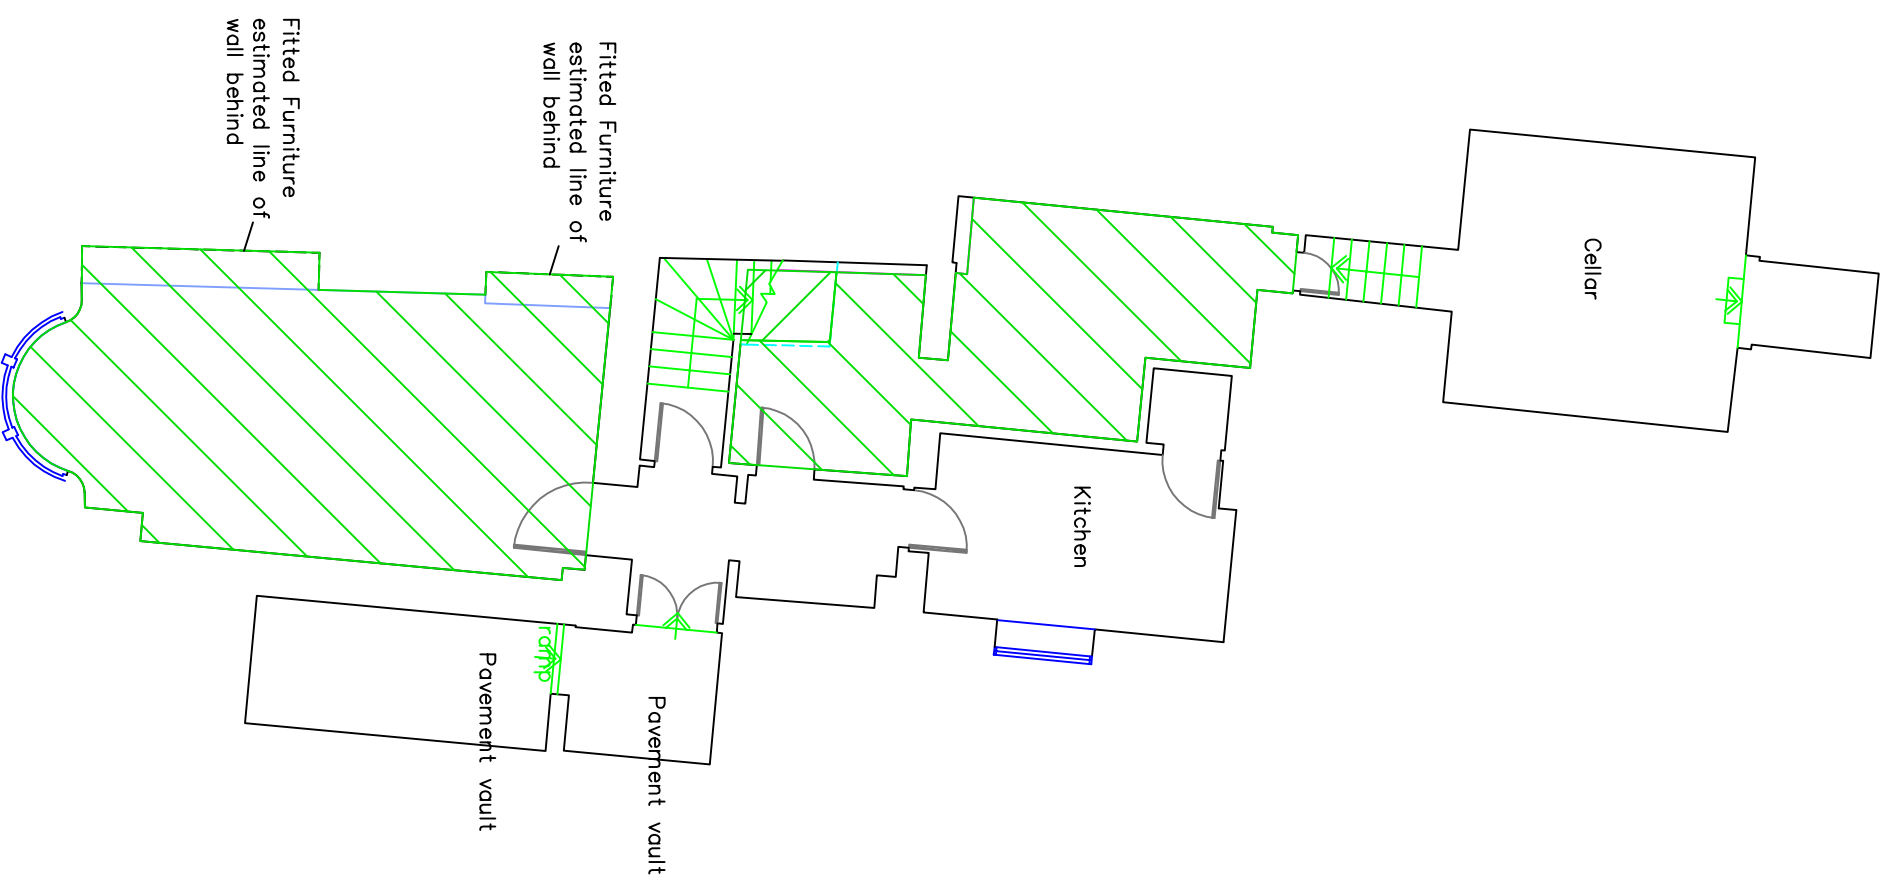 Fitted Furniture
estimated line of
wall behind
Fitted Furniture
estimated line of
wall behind
Cellar
Kitchen
ramp
Pavement vault
Pavement vault